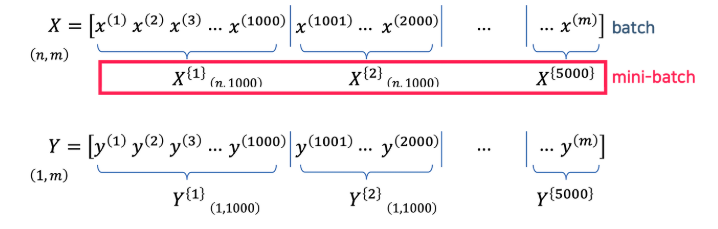 X = [x⁽¹⁾ x⁽²⁾ x⁽³⁾ ... x⁽¹⁰⁰⁰⁾ | x⁽¹⁰⁰¹⁾ ... x⁽²⁰⁰⁰⁾ | ... | ... x⁽ᵐ⁾] batch
(n, m)
X^{1} (n, 1000) X^{2} (n, 1000) X^{5000} mini-batch
Y = [y⁽¹⁾ y⁽²⁾ y⁽³⁾ ... y⁽¹⁰⁰⁰⁾ | y⁽¹⁰⁰¹⁾ ... y⁽²⁰⁰⁰⁾ | ... | ... y⁽ᵐ⁾]
(1, m)
Y^{1} (1,1000) Y^{2} (1,1000) Y^{5000}